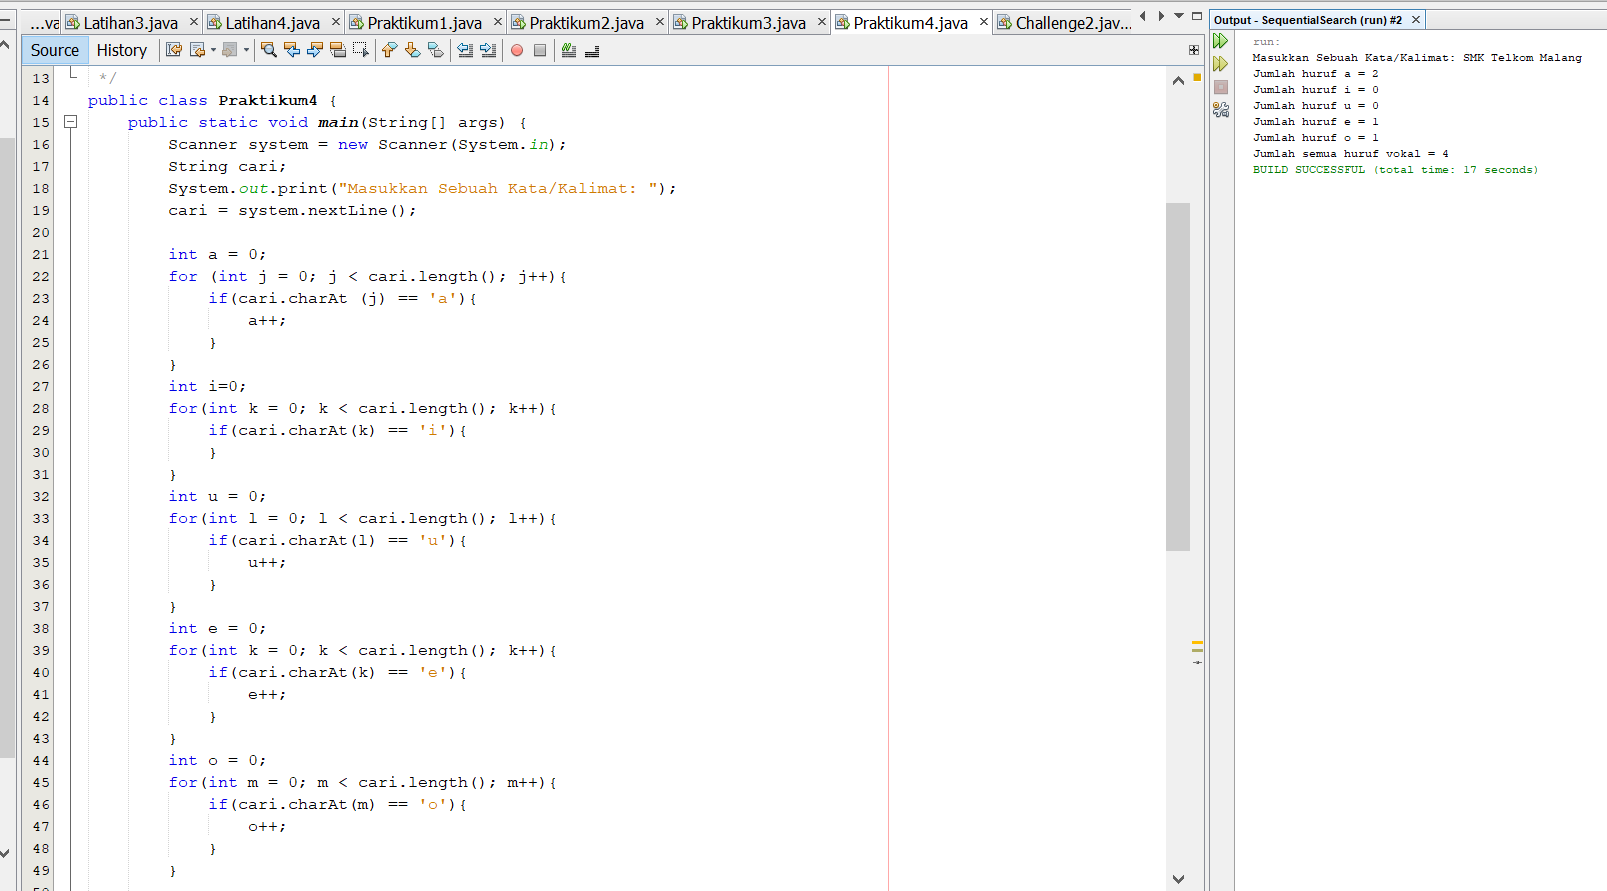 ...va Latihan3.java Latihan4.java Praktikum1.java Praktikum2.java Praktikum3.java Praktikum4.java Challenge2.jav...
Source History
13 */
14 public class Praktikum4 {
15 public static void main(String[] args) {
16 Scanner system = new Scanner(System.in);
17 String cari;
18 System.out.print("Masukkan Sebuah Kata/Kalimat: ");
19 cari = system.nextLine();
20
21 int a = 0;
22 for (int j = 0; j < cari.length(); j++){
23 if(cari.charAt (j) == 'a'){
24 a++;
25 }
26 }
27 int i=0;
28 for(int k = 0; k < cari.length(); k++){
29 if(cari.charAt(k) == 'i'){
30 }
31 }
32 int u = 0;
33 for(int l = 0; l < cari.length(); l++){
34 if(cari.charAt(l) == 'u'){
35 u++;
36 }
37 }
38 int e = 0;
39 for(int k = 0; k < cari.length(); k++){
40 if(cari.charAt(k) == 'e'){
41 e++;
42 }
43 }
44 int o = 0;
45 for(int m = 0; m < cari.length(); m++){
46 if(cari.charAt(m) == 'o'){
47 o++;
48 }
49 }
Output - SequentialSearch (run) #2
run:
Masukkan Sebuah Kata/Kalimat: SMK Telkom Malang
Jumlah huruf a = 2
Jumlah huruf i = 0
Jumlah huruf u = 0
Jumlah huruf e = 1
Jumlah huruf o = 1
Jumlah semua huruf vokal = 4
BUILD SUCCESSFUL (total time: 17 seconds)